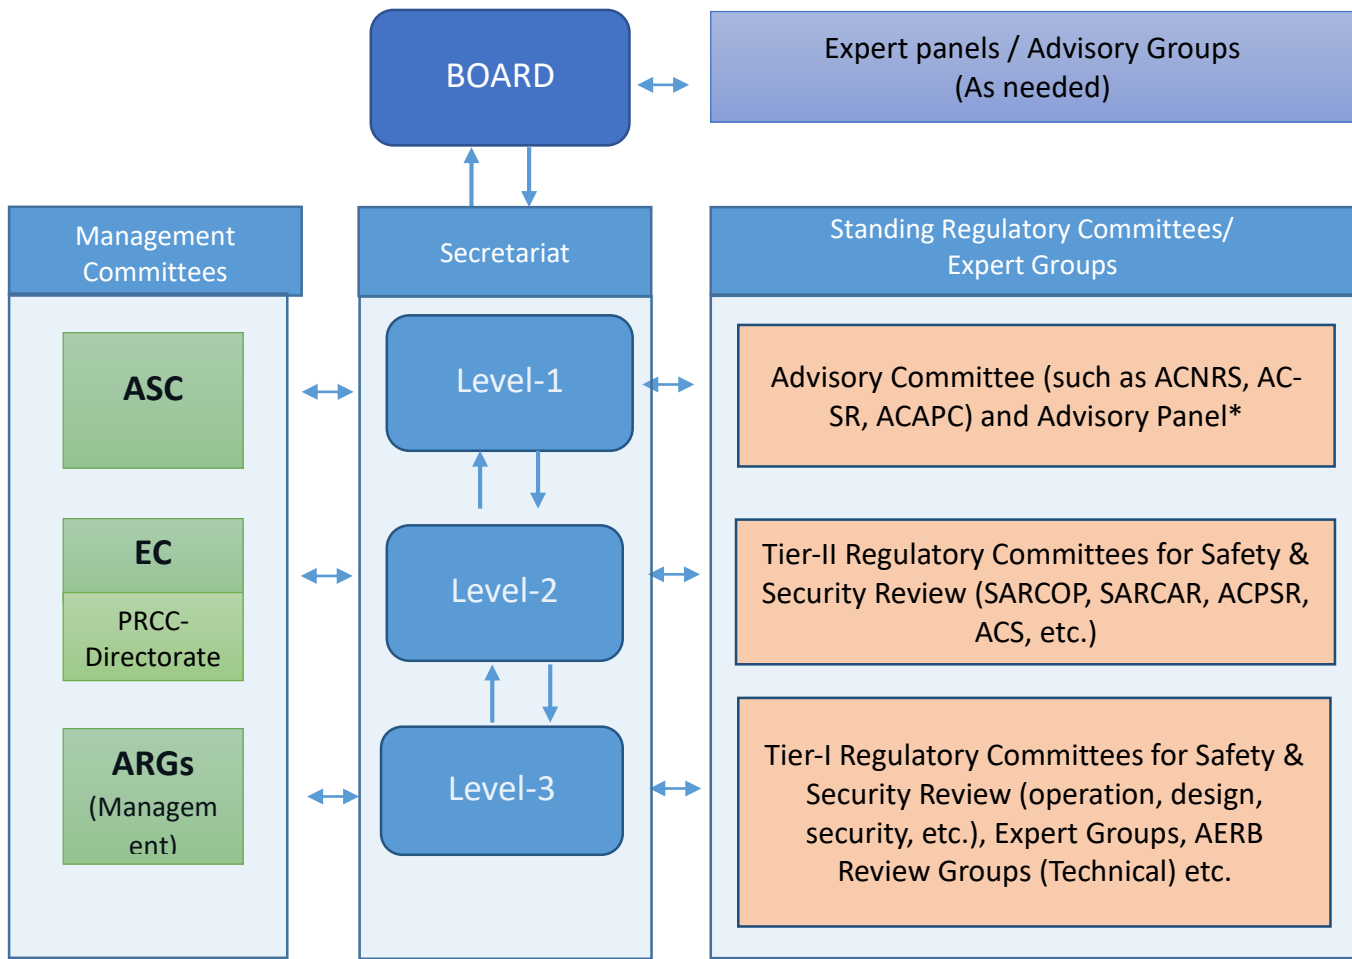 BOARD
Expert panels / Advisory Groups
(As needed)
Management
Committees
Secretariat
Standing Regulatory Committees/
Expert Groups
ASC
Level-1
Advisory Committee (such as ACNRS, AC-
SR, ACAPC) and Advisory Panel*
EC
PRCC-
Directorate
Level-2
Tier-II Regulatory Committees for Safety &
Security Review (SARCOP, SARCAR, ACPSR,
ACS, etc.)
ARGs
(Managem
ent)
Level-3
Tier-I Regulatory Committees for Safety &
Security Review (operation, design,
security, etc.), Expert Groups, AERB
Review Groups (Technical) etc.